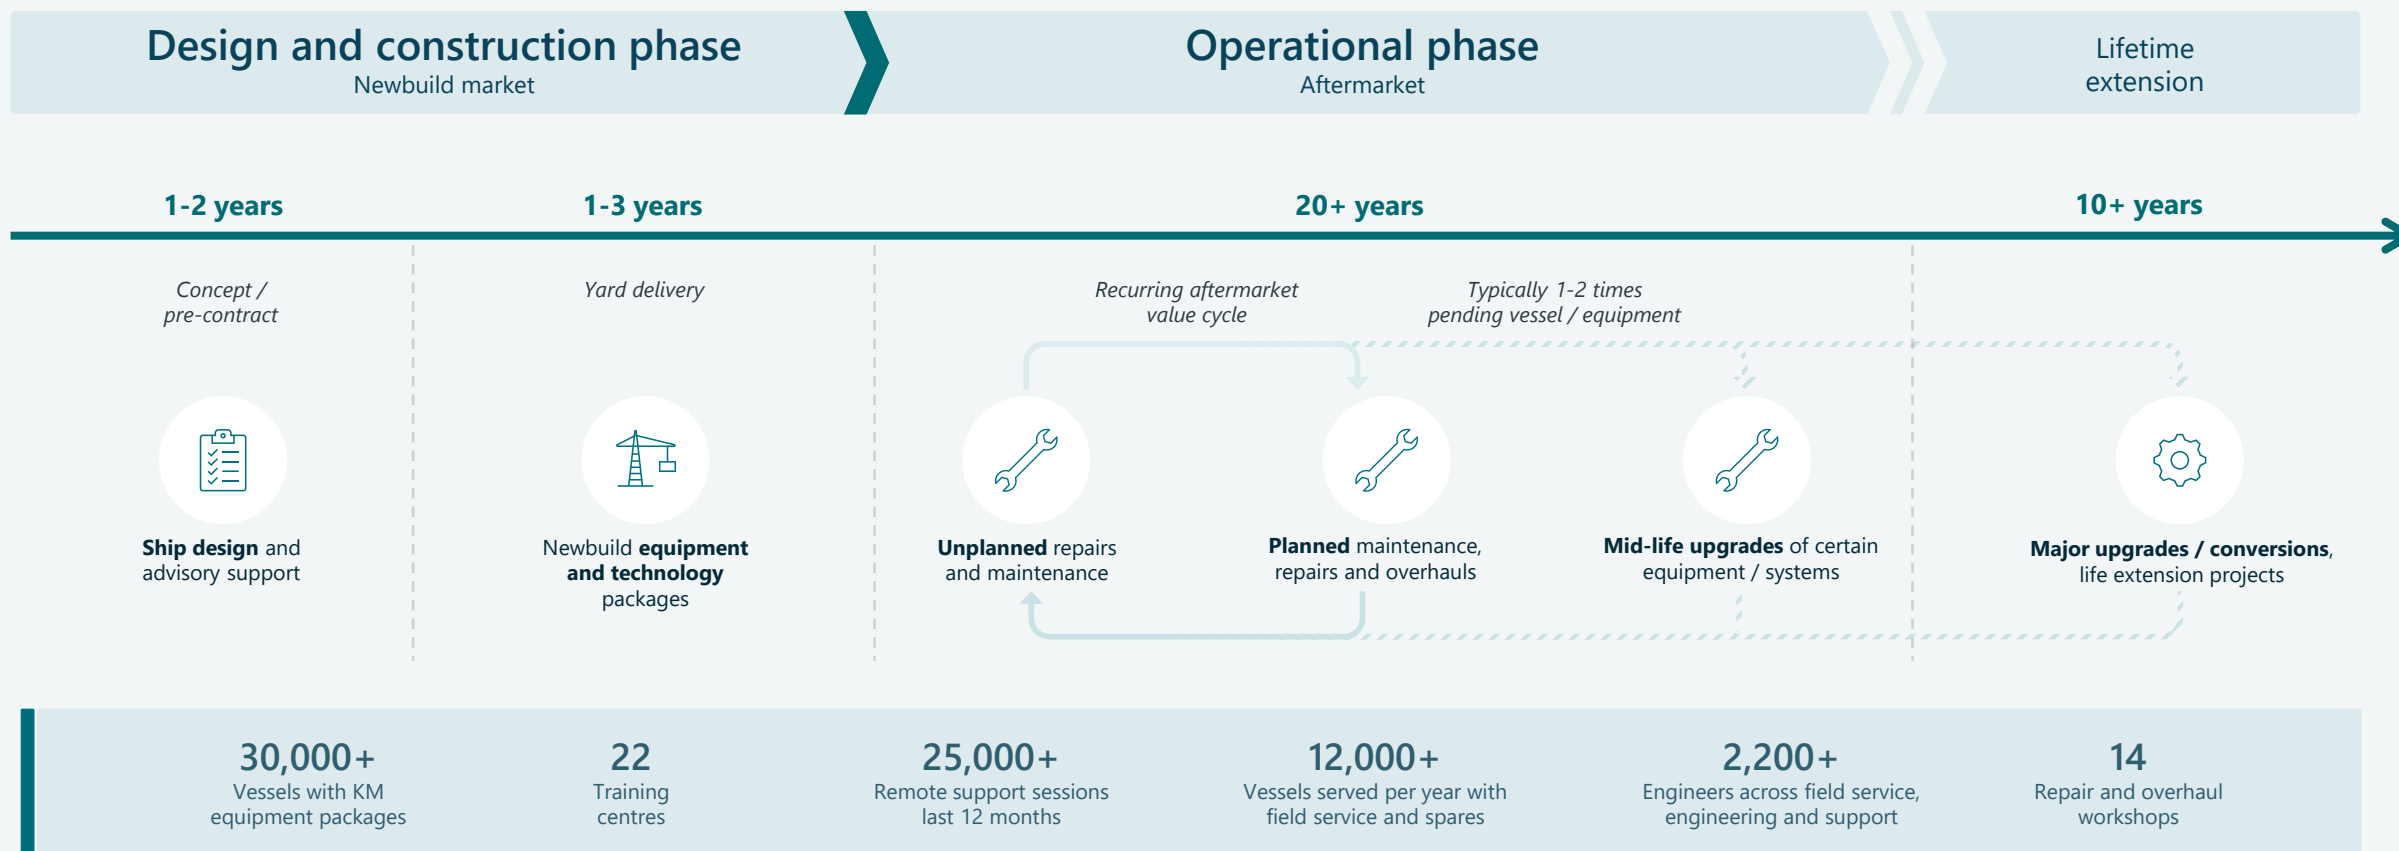 Design and construction phase
Newbuild market
Operational phase
Aftermarket
Lifetime
extension
1-2 years
1-3 years
20+ years
10+ years
Concept /
pre-contract
Yard delivery
Recurring aftermarket
value cycle
Typically 1-2 times
pending vessel / equipment
Ship design and
advisory support
Newbuild equipment
and technology
packages
Unplanned repairs
and maintenance
Planned maintenance,
repairs and overhauls
Mid-life upgrades of certain
equipment / systems
Major upgrades / conversions,
life extension projects
30,000+
Vessels with KM
equipment packages
22
Training
centres
25,000+
Remote support sessions
last 12 months
12,000+
Vessels served per year with
field service and spares
2,200+
Engineers across field service,
engineering and support
14
Repair and overhaul
workshops